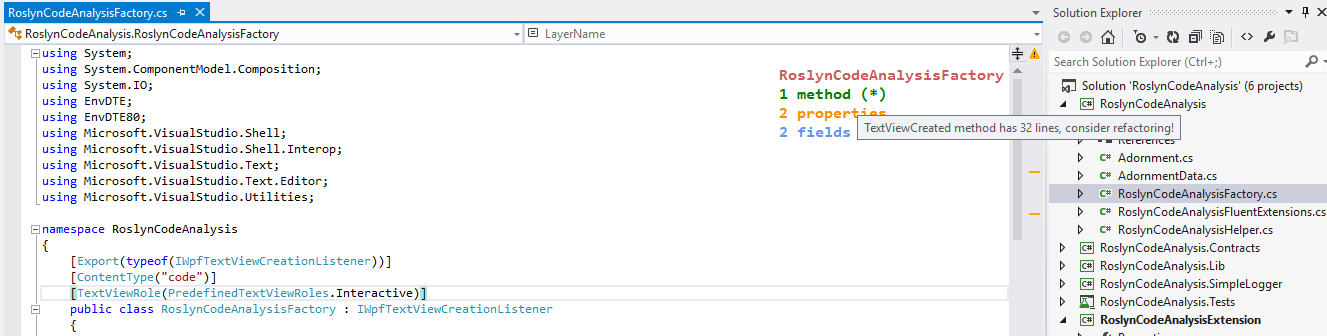 RoslynCodeAnalysisFactory.cs
RoslynCodeAnalysis.RoslynCodeAnalysisFactory
LayerName
using System;
using System.ComponentModel.Composition;
using System.IO;
using EnvDTE;
using EnvDTE80;
using Microsoft.VisualStudio.Shell;
using Microsoft.VisualStudio.Shell.Interop;
using Microsoft.VisualStudio.Text;
using Microsoft.VisualStudio.Text.Editor;
using Microsoft.VisualStudio.Utilities;
namespace RoslynCodeAnalysis
{
[Export(typeof(IWpfTextViewCreationListener))]
[ContentType("code")]
[TextViewRole(PredefinedTextViewRoles.Interactive)]
public class RoslynCodeAnalysisFactory : IWpfTextViewCreationListener
{
RoslynCodeAnalysisFactory
1 method (*)
2 properties
2 fields
TextViewCreated method has 32 lines, consider refactoring!
Solution Explorer
Search Solution Explorer (Ctrl+;)
Solution 'RoslynCodeAnalysis' (6 projects)
C# RoslynCodeAnalysis
References
C# Adornment.cs
C# AdornmentData.cs
C# RoslynCodeAnalysisFactory.cs
C# RoslynCodeAnalysisFluentExtensions.cs
C# RoslynCodeAnalysisHelper.cs
C# RoslynCodeAnalysis.Contracts
C# RoslynCodeAnalysis.Lib
C# RoslynCodeAnalysis.SimpleLogger
RoslynCodeAnalysis.Tests
C# RoslynCodeAnalysisExtension